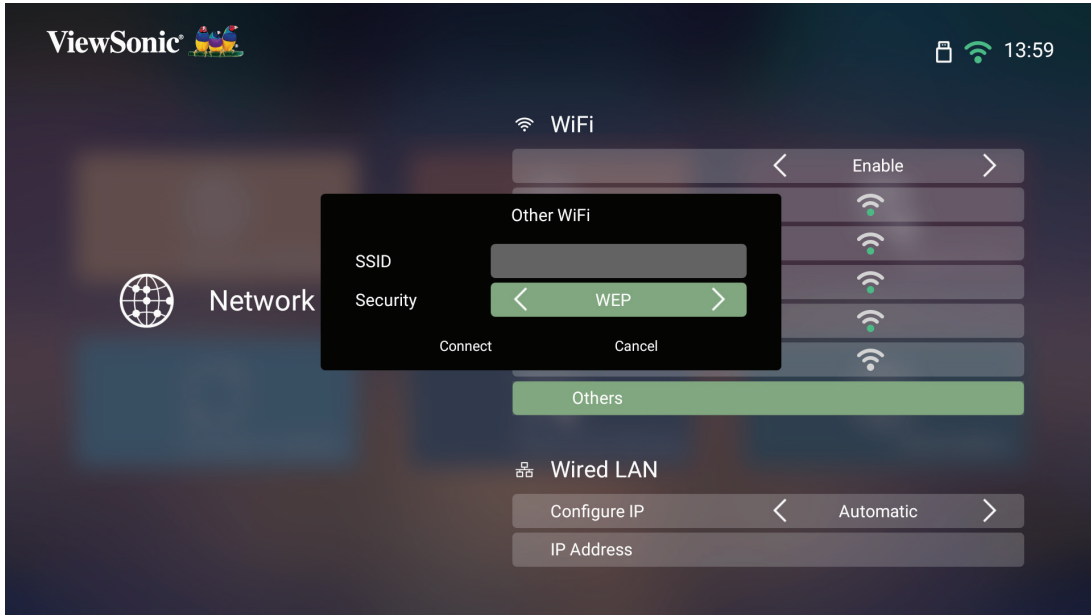 ViewSonic®
13:59
WiFi
Enable
Other WiFi
SSID
Network
Security
WEP
Connect
Cancel
Others
Wired LAN
Configure IP
Automatic
IP Address